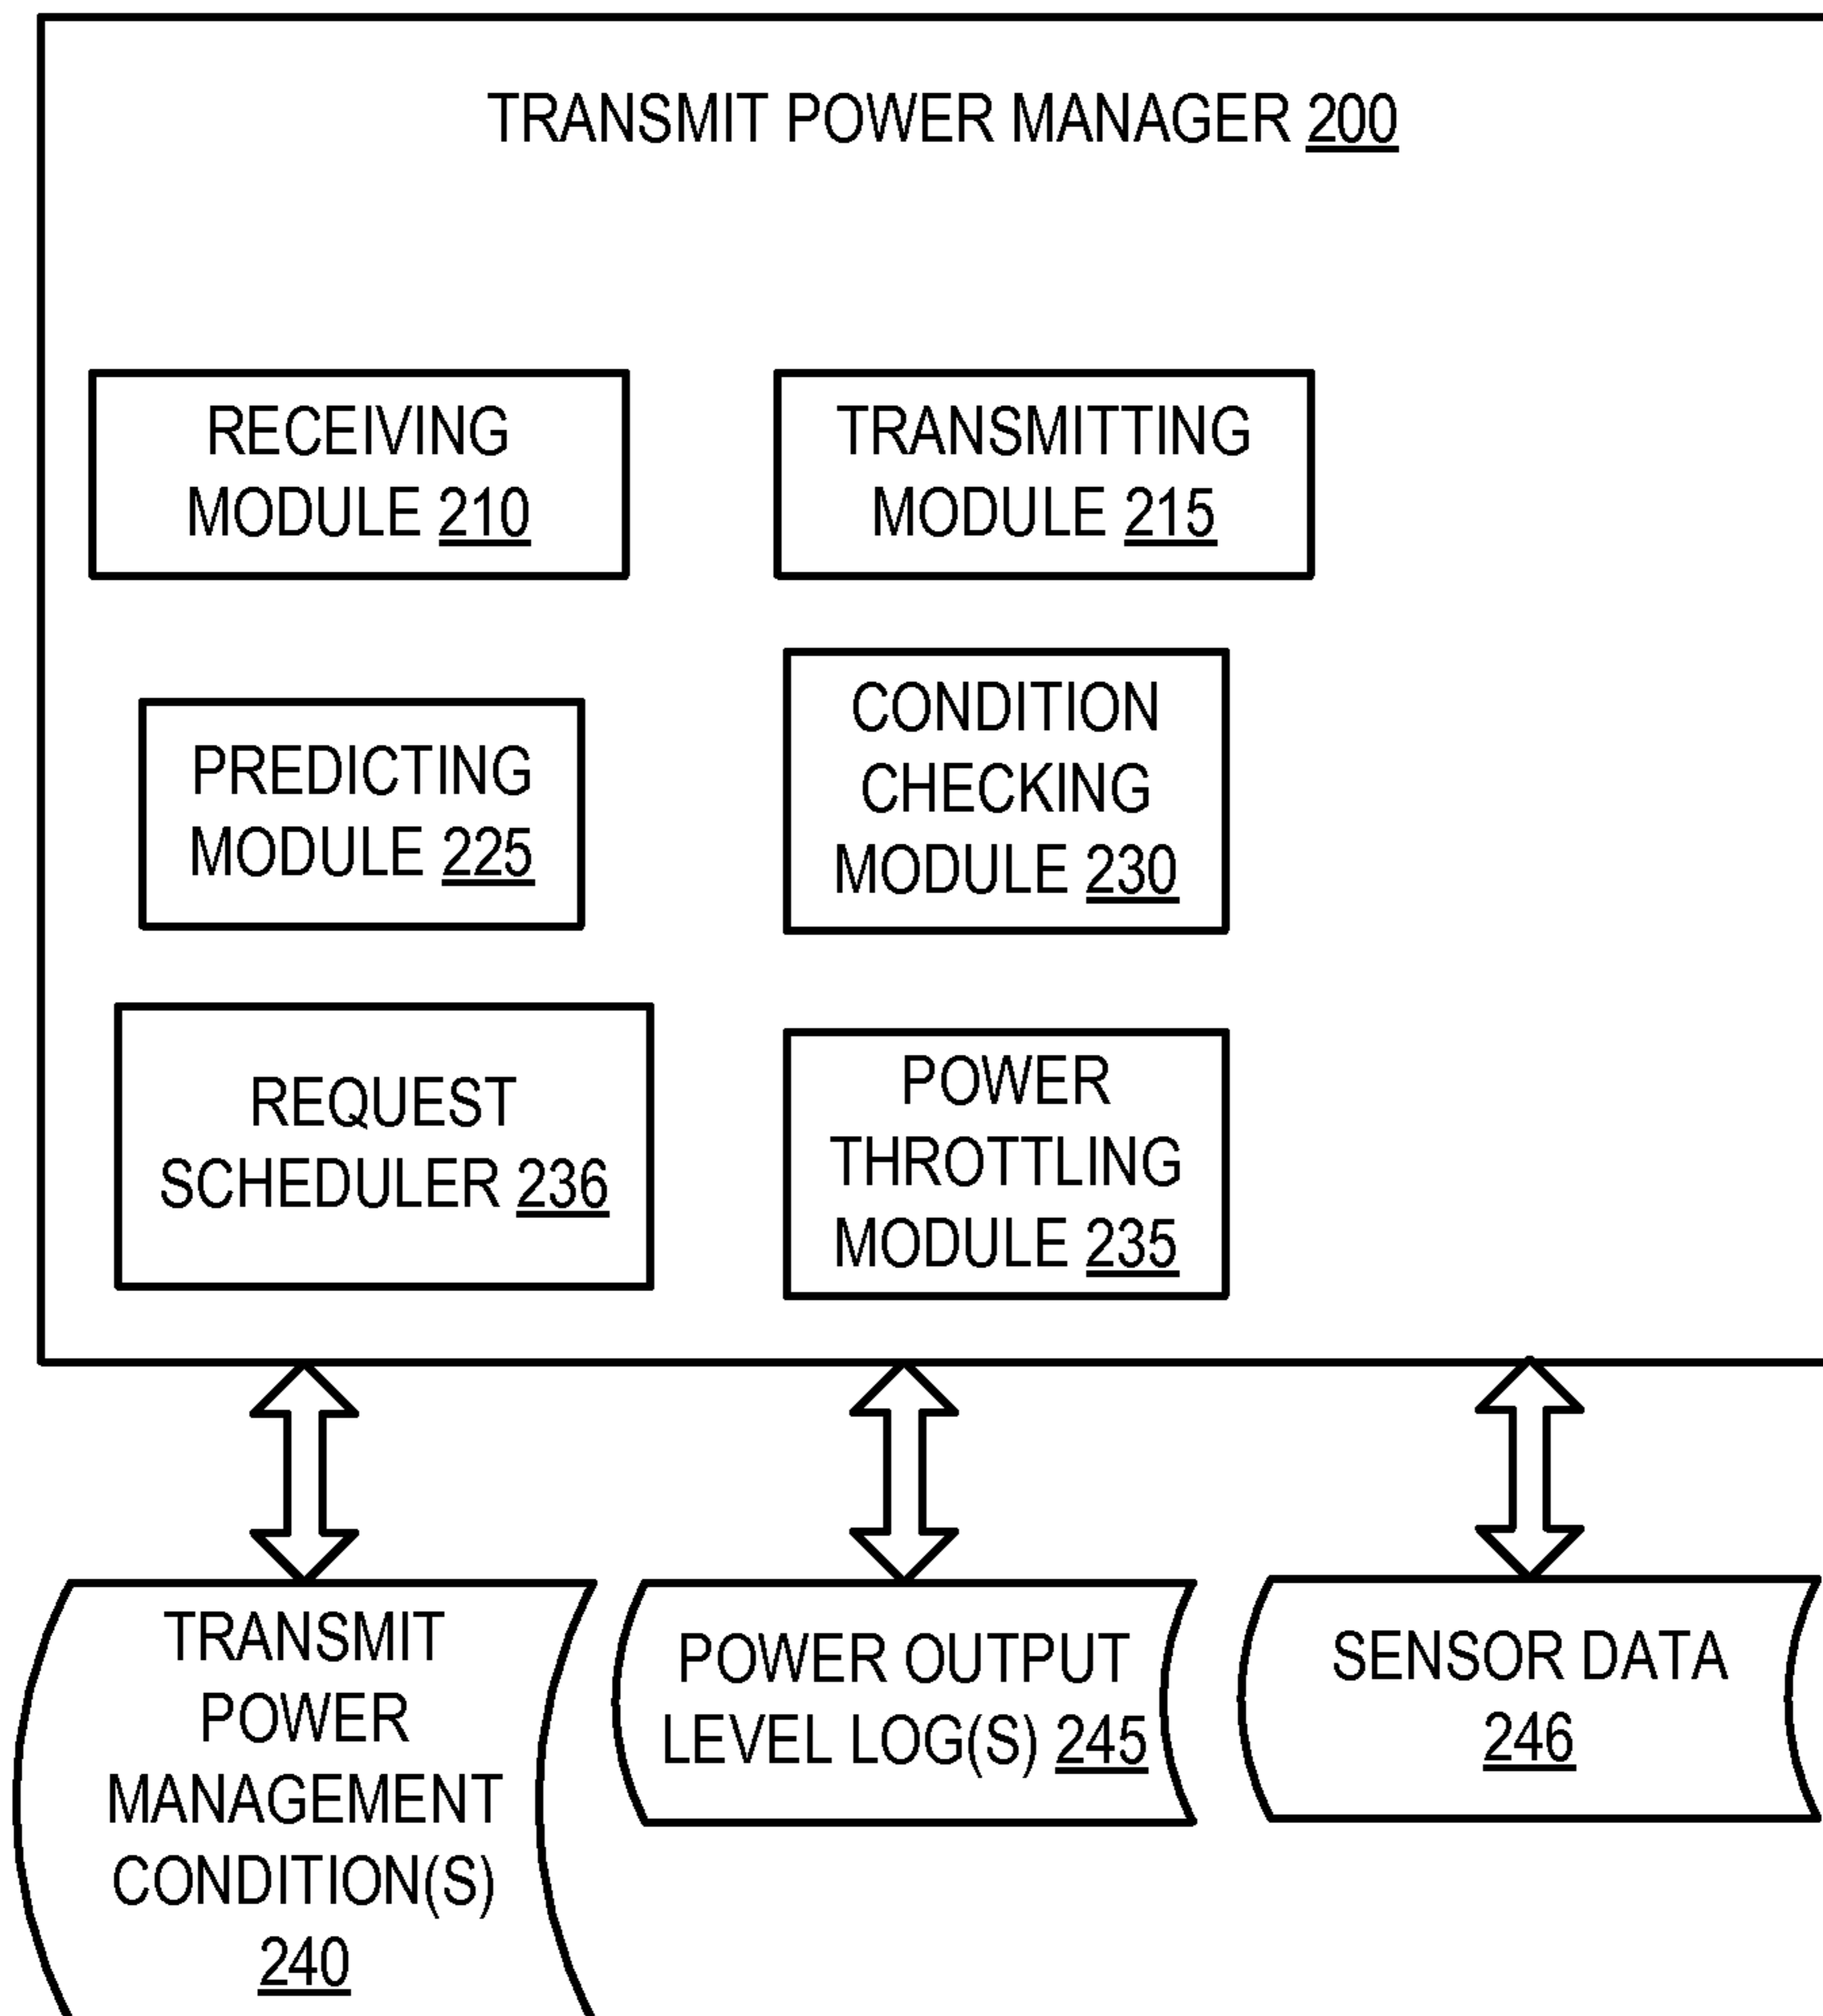 TRANSMIT POWER MANAGER 200
RECEIVING
MODULE 210
TRANSMITTING
MODULE 215
PREDICTING
MODULE 225
CONDITION
CHECKING
MODULE 230
REQUEST
SCHEDULER 236
POWER
THROTTLING
MODULE 235
TRANSMIT
POWER
MANAGEMENT
CONDITION(S)
240
POWER OUTPUT
LEVEL LOG(S) 245
SENSOR DATA
246